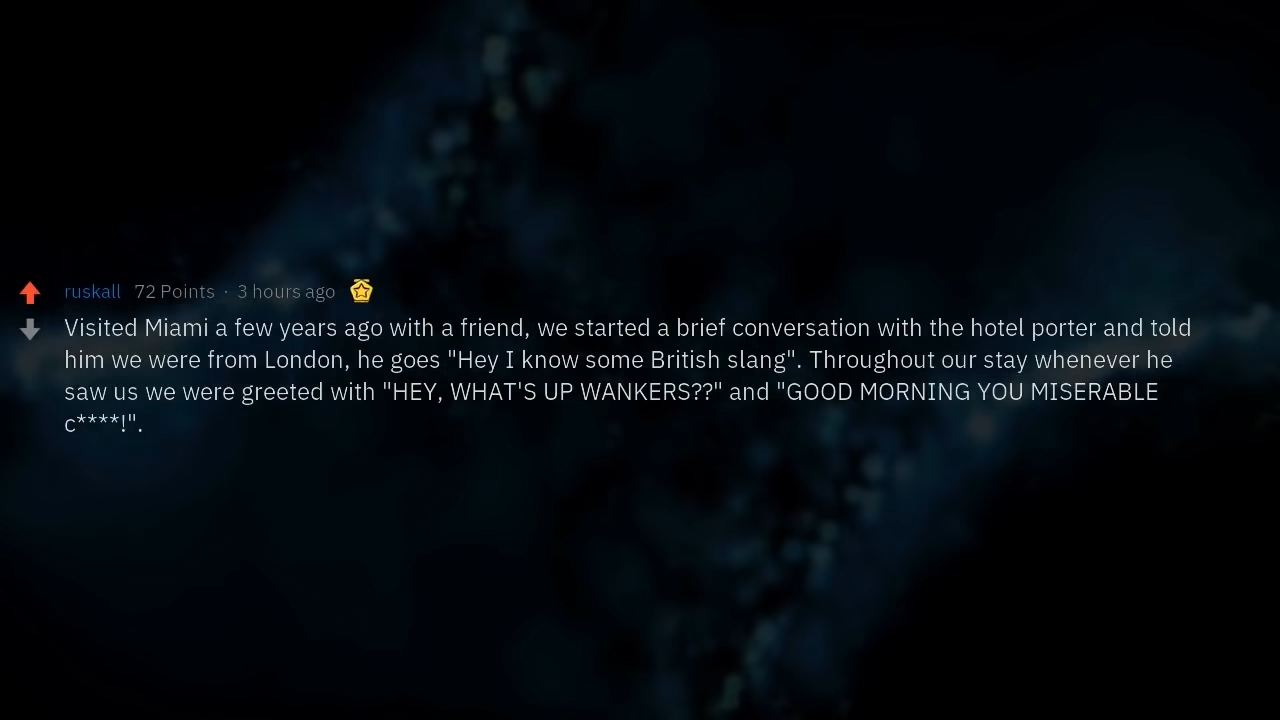 ruskall 72 Points · 3 hours ago
Visited Miami a few years ago with a friend, we started a brief conversation with the hotel porter and told
him we were from London, he goes "Hey I know some British slang". Throughout our stay whenever he
saw us we were greeted with "HEY, WHAT'S UP WANKERS??" and "GOOD MORNING YOU MISERABLE
c****!".